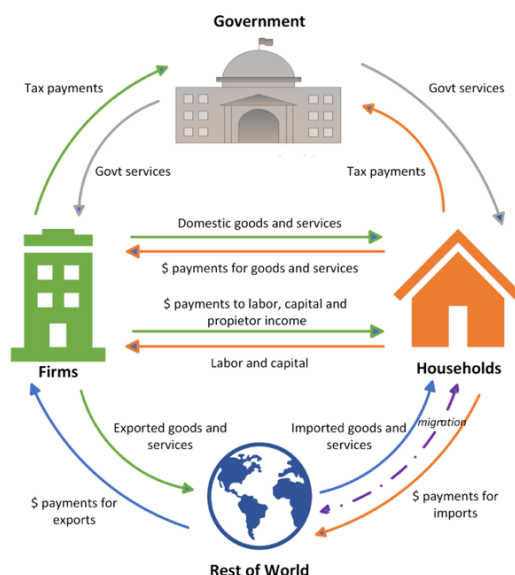 Government
Tax payments
Govt services
Govt services
Tax payments
Domestic goods and services
$ payments for goods and services
$ payments to labor, capital and
propietor income
Labor and capital
Firms
Households
Exported goods and
services
Imported goods and
services
migration
$ payments for
exports
$ payments for
imports
Rest of World